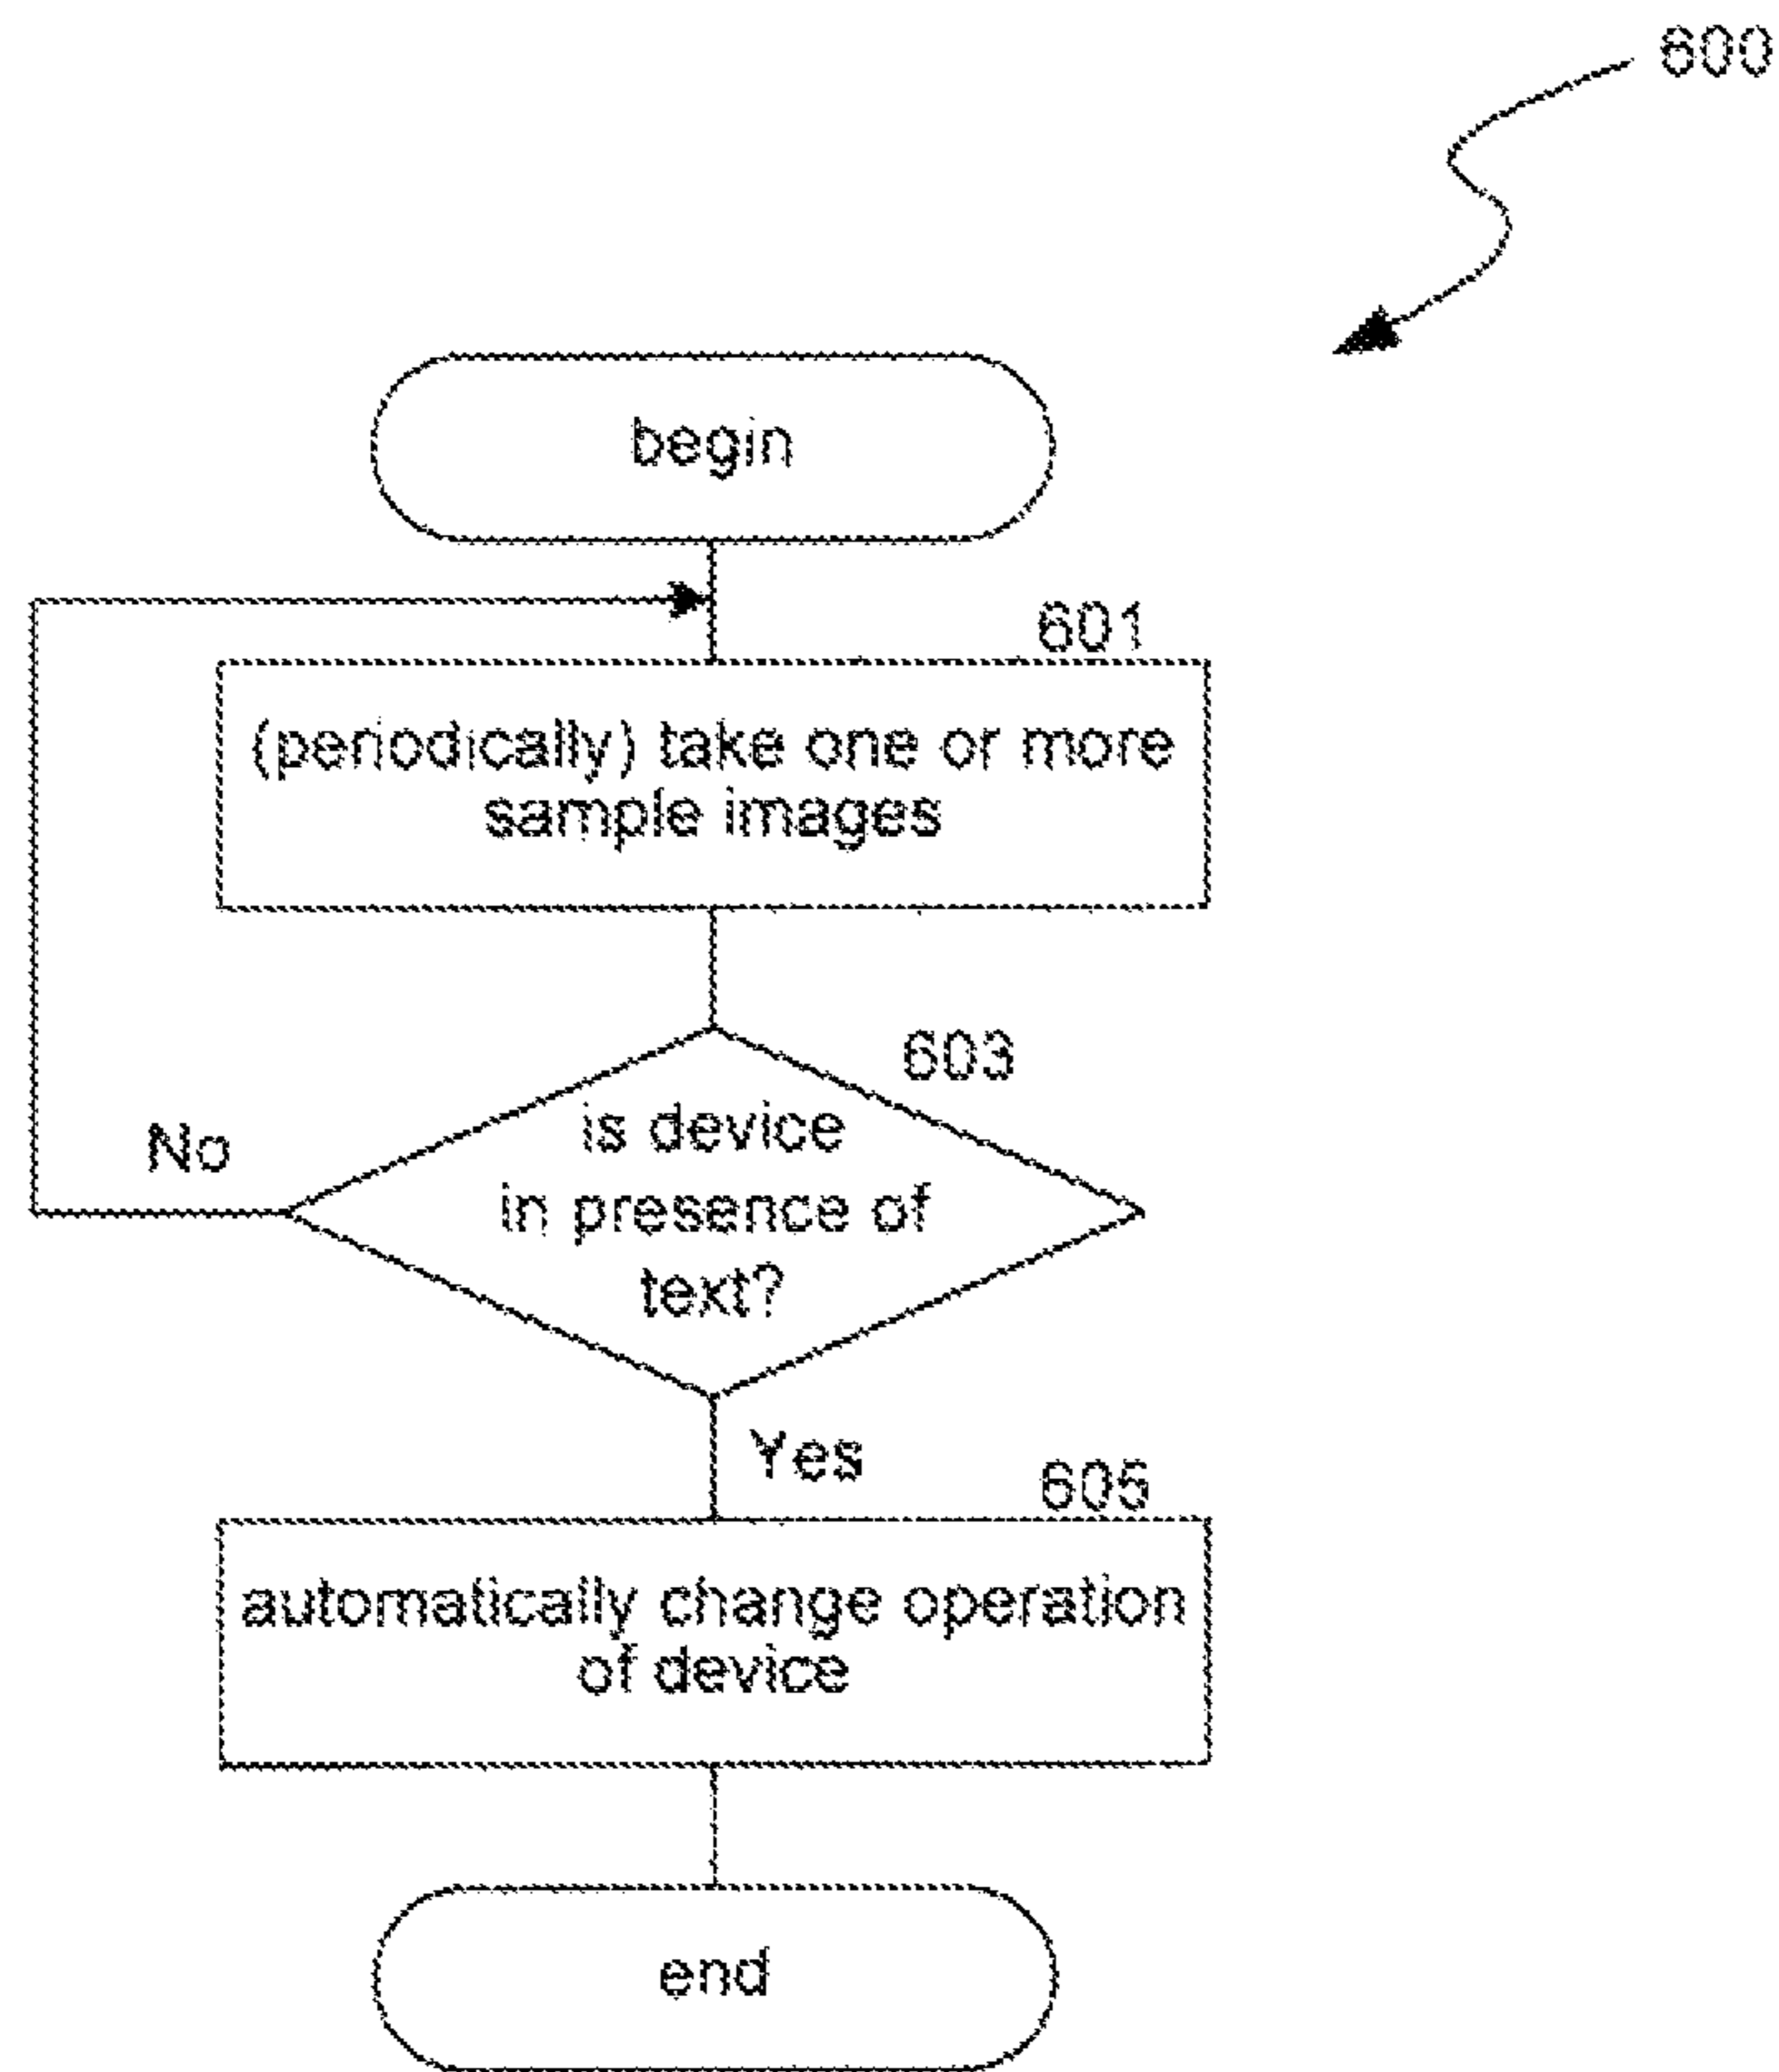 600
begin
601
(periodically) take one or more
sample images
603
is device
in presence of
text?
No
Yes
605
automatically change operation
of device
end